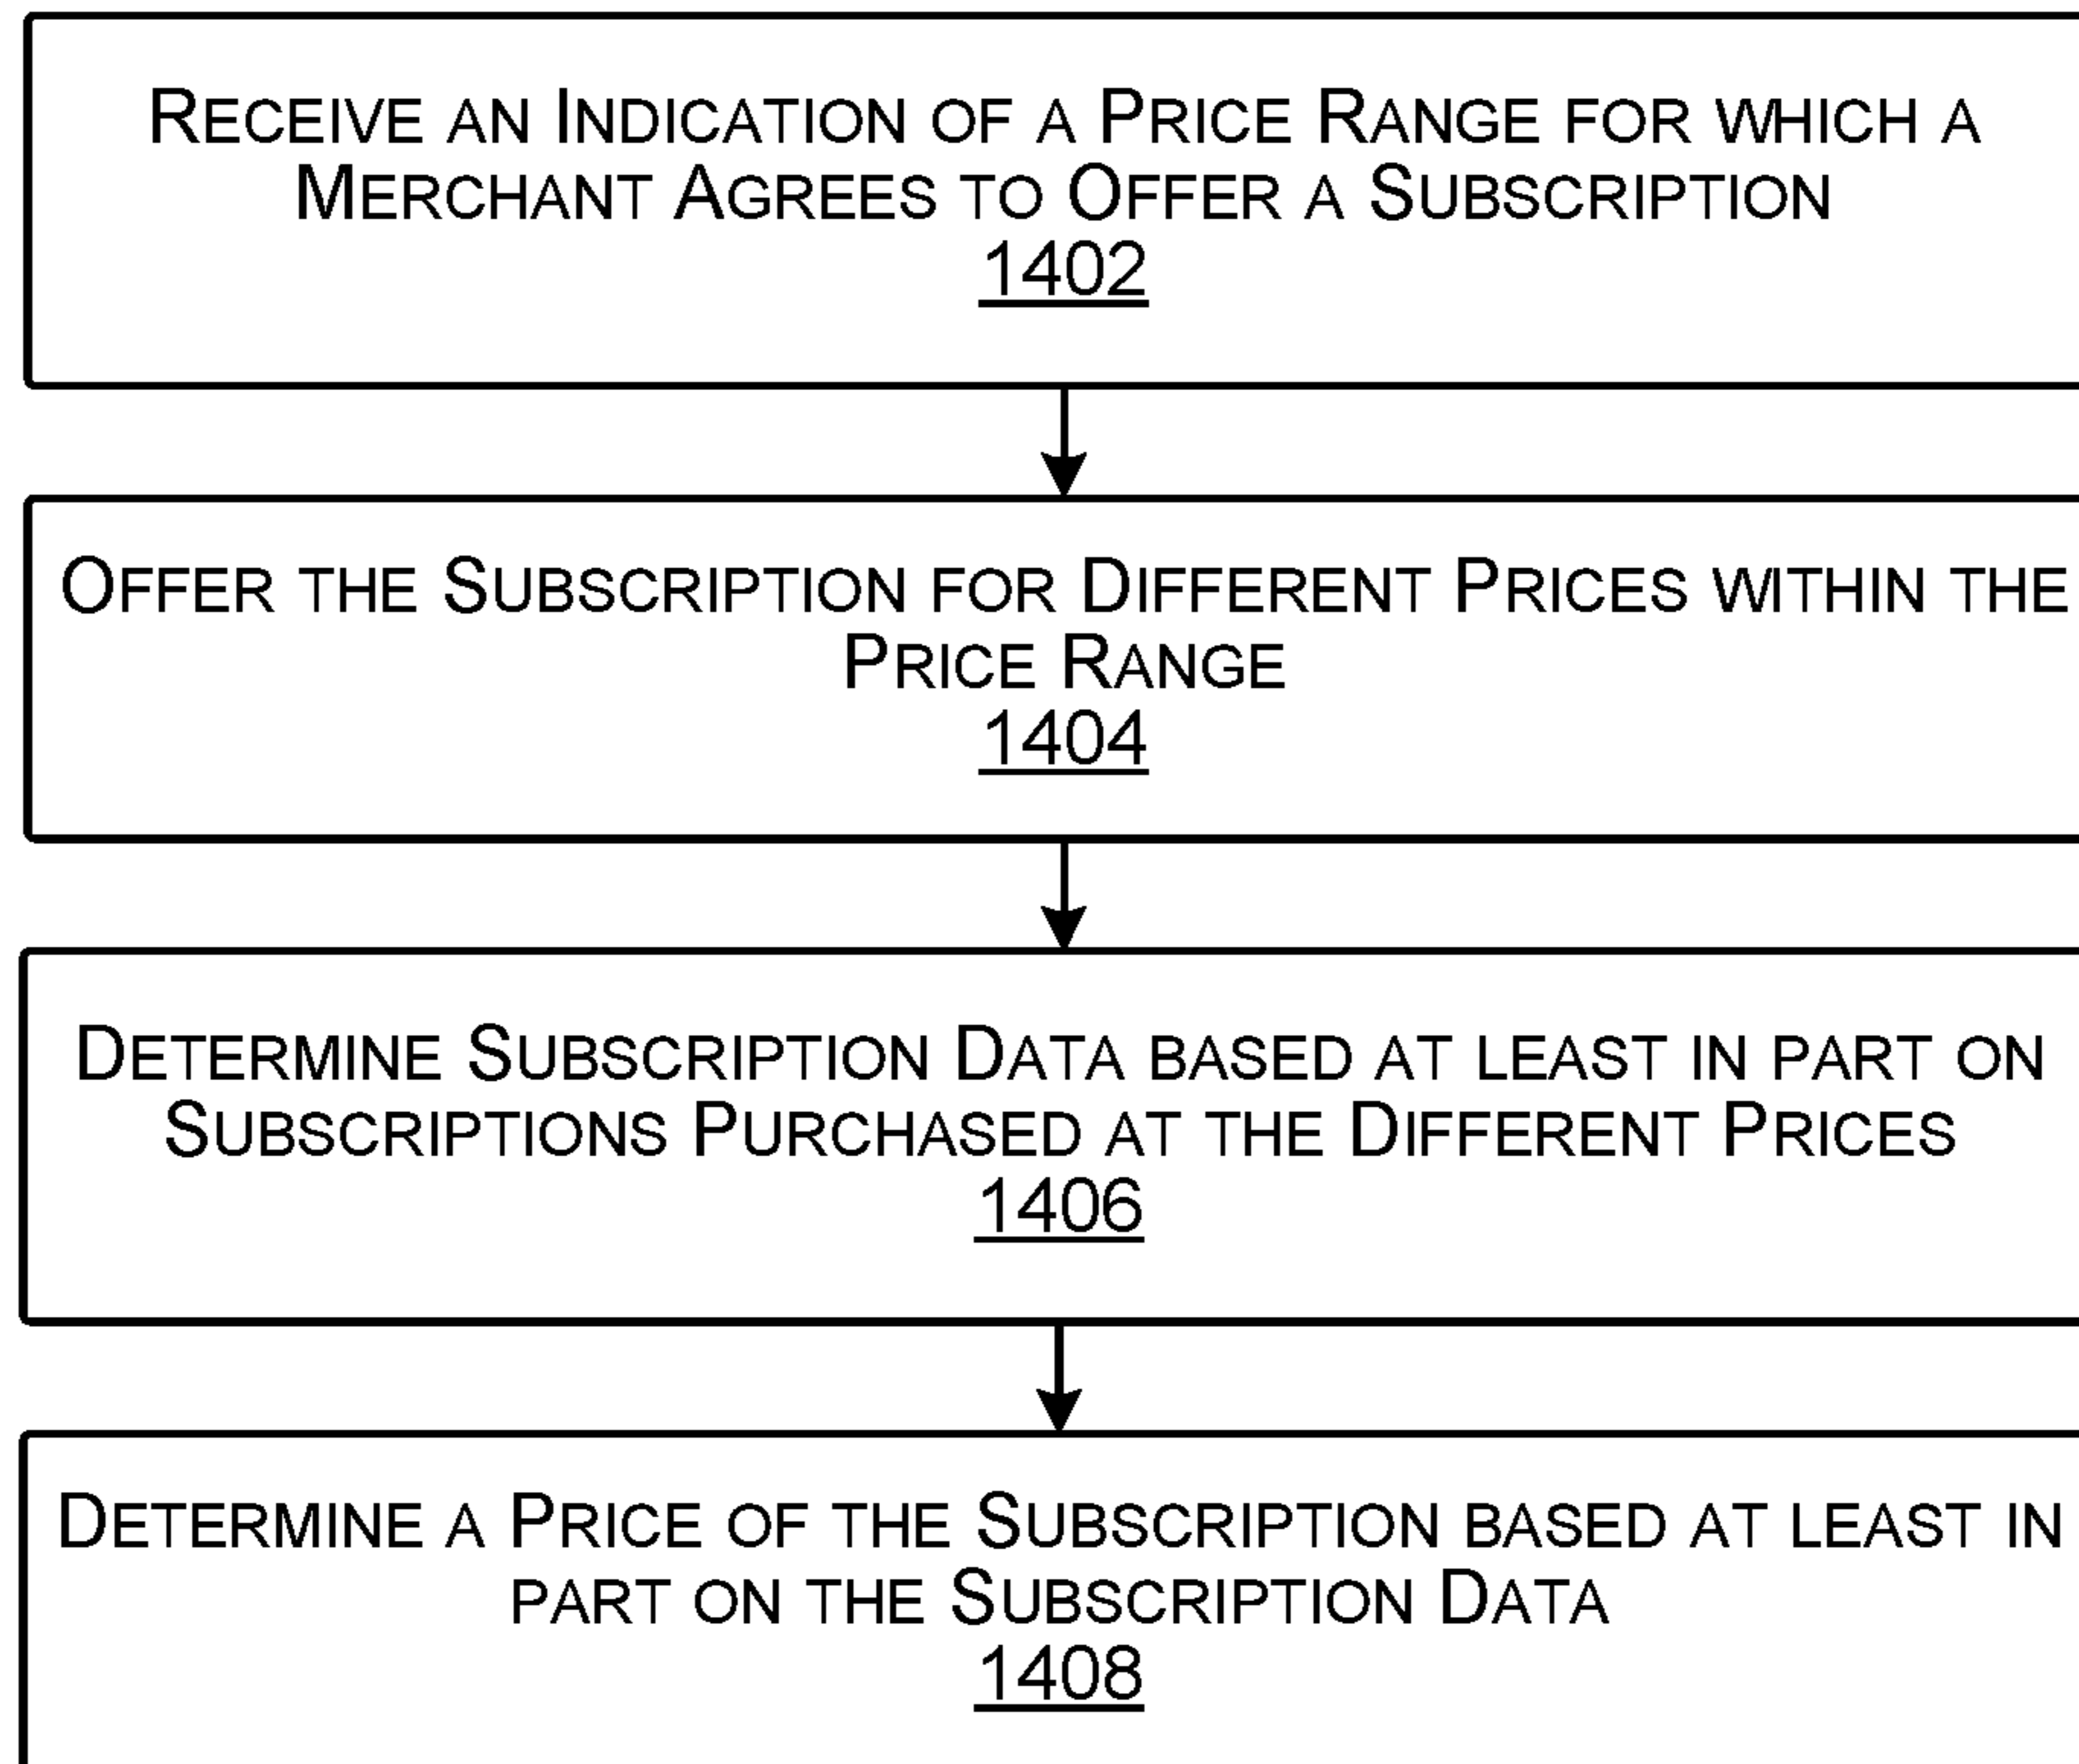 RECEIVE AN INDICATION OF A PRICE RANGE FOR WHICH A
MERCHANT AGREES TO OFFER A SUBSCRIPTION
1402
OFFER THE SUBSCRIPTION FOR DIFFERENT PRICES WITHIN THE
PRICE RANGE
1404
DETERMINE SUBSCRIPTION DATA BASED AT LEAST IN PART ON
SUBSCRIPTIONS PURCHASED AT THE DIFFERENT PRICES
1406
DETERMINE A PRICE OF THE SUBSCRIPTION BASED AT LEAST IN
PART ON THE SUBSCRIPTION DATA
1408